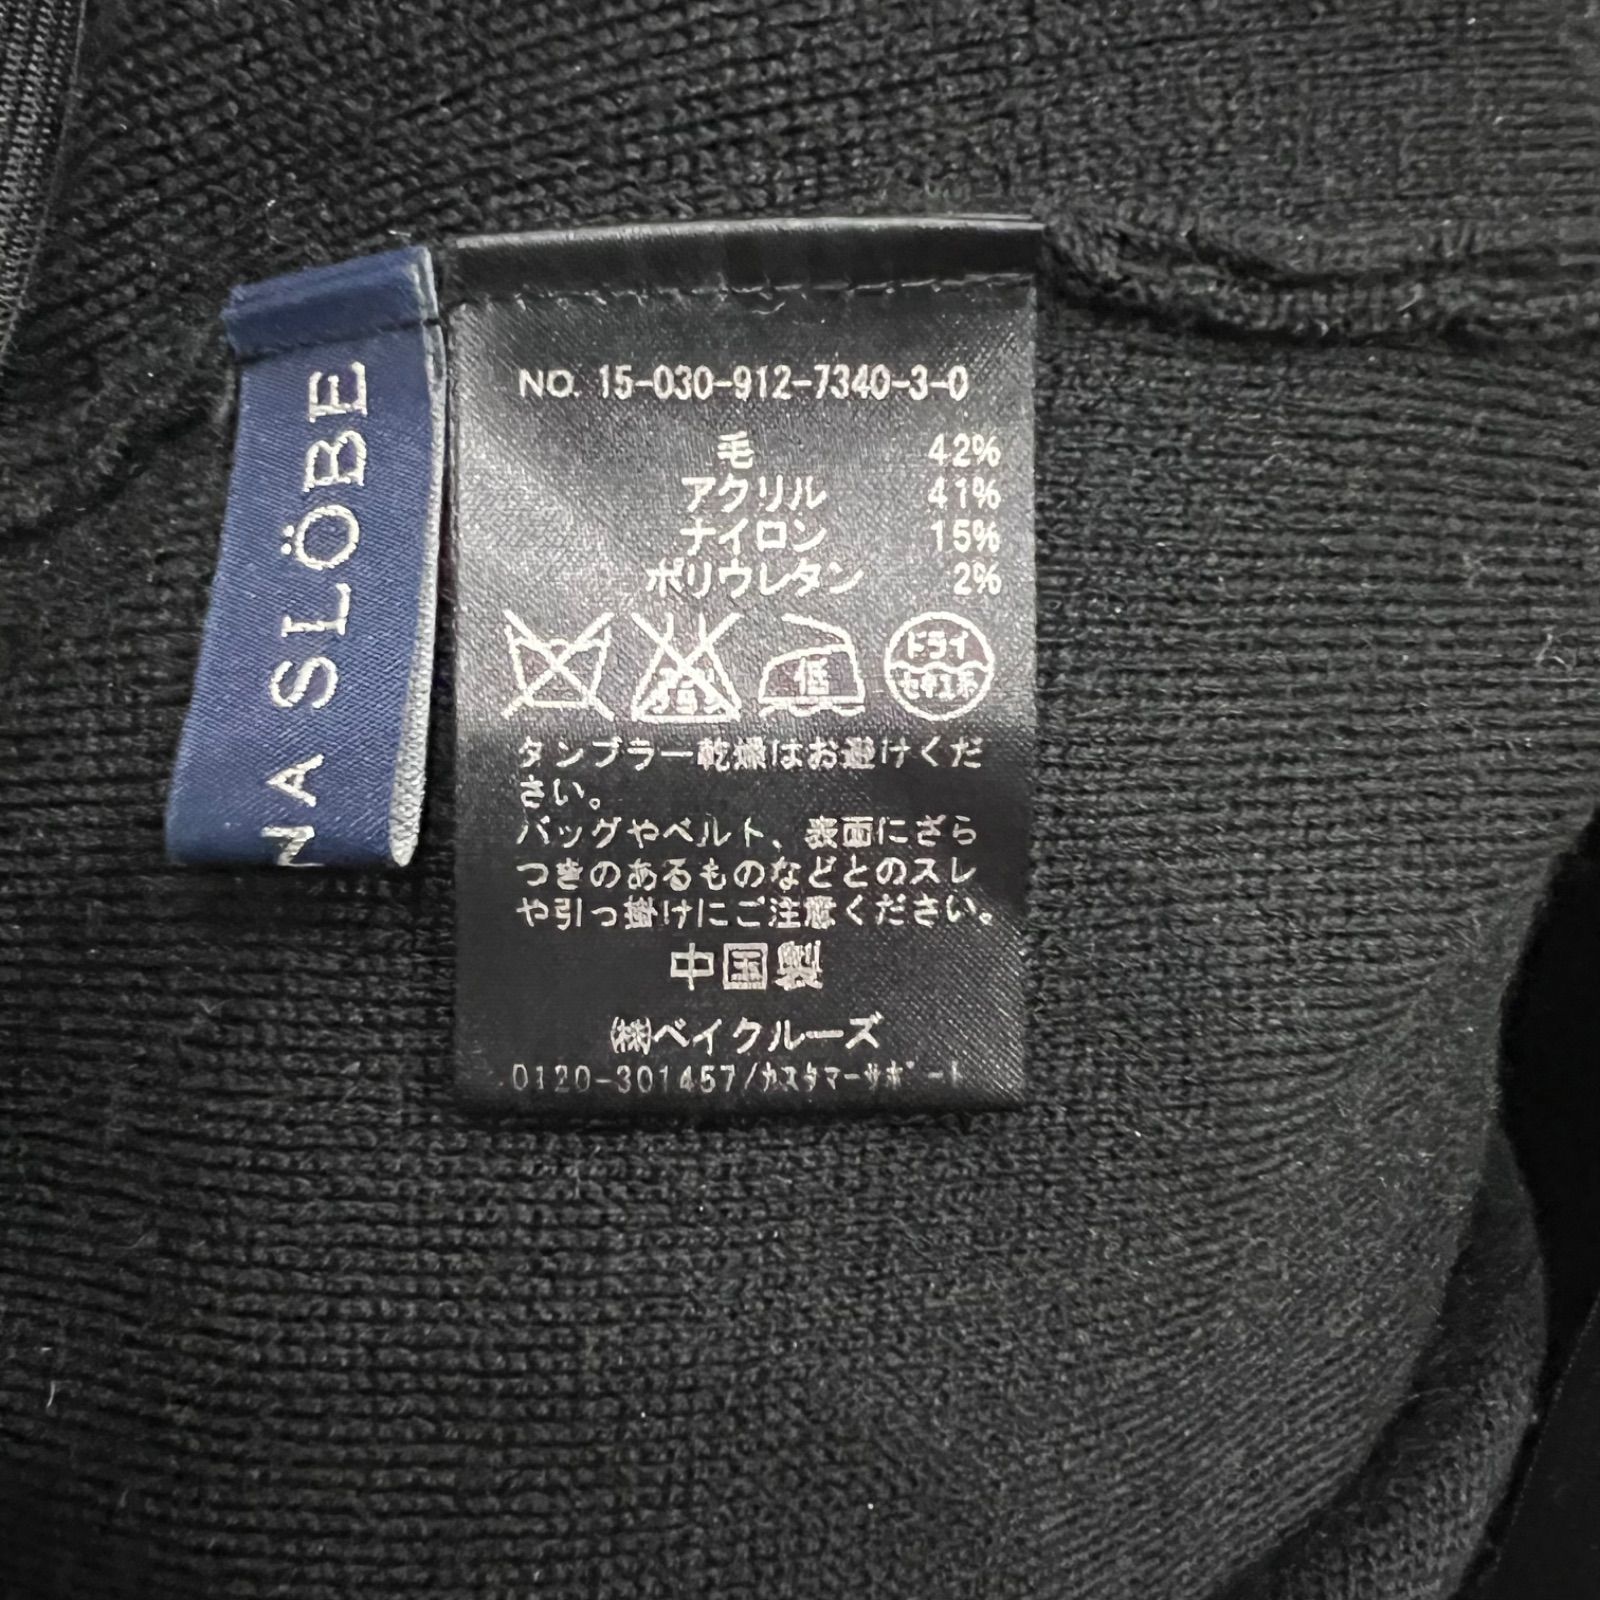 NA SLÖBE
NO. 15-030-912-7340-3-0
毛 42%
アクリル 41%
ナイロン 15%
ポリウレタン 2%
低
ドライ
セキユ系
タンブラー乾燥はお避けくだ
さい。
バッグやベルト、表面にざら
つきのあるものなどとのスレ
や引っ掛けにご注意ください。
中国製
㈱ベイクルーズ
0120-301457/カスタマーサポート